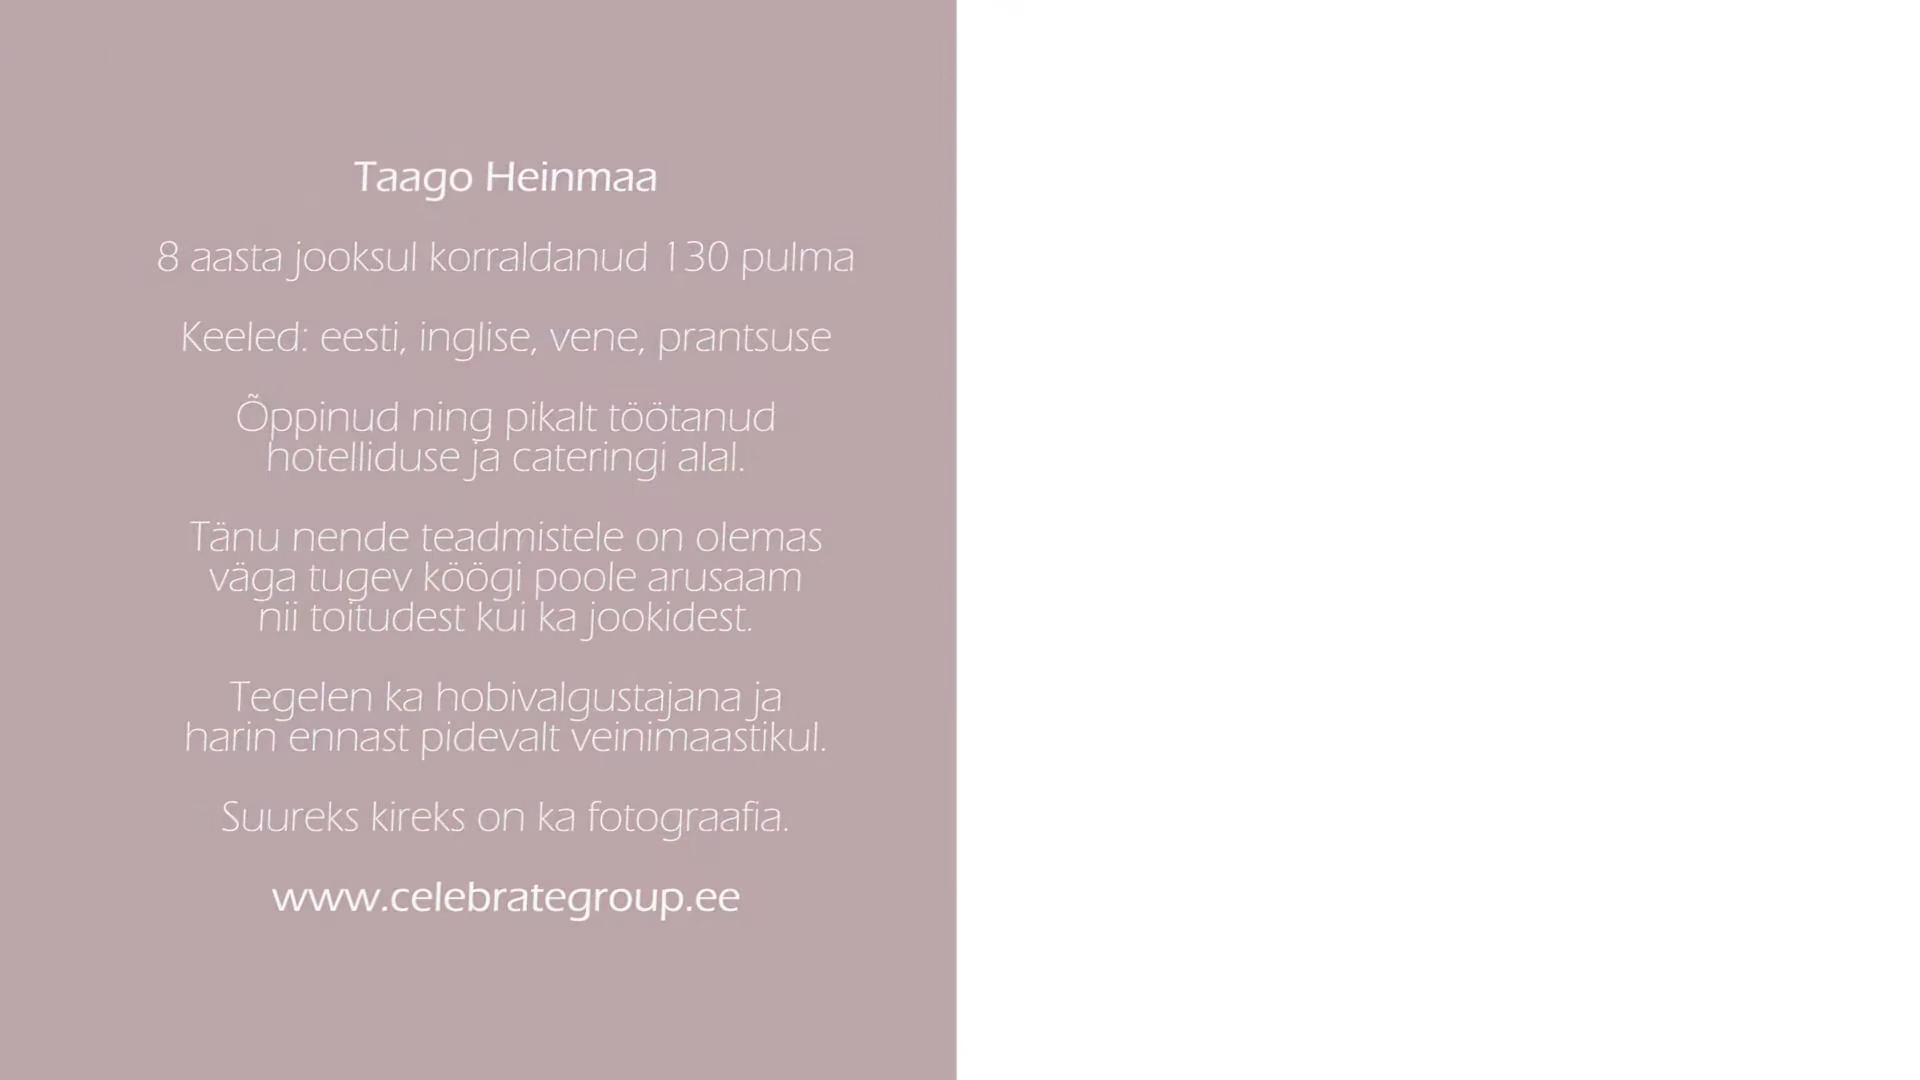 Taago Heinmaa
8 aasta jooksul korraldanud 130 pulma
Keeled: eesti, inglise, vene, prantsuse
Õppinud ning pikalt töötanud
hotelliduse ja cateringi alal.
Tänu nende teadmistele on olemas
väga tugev köögi poole arusaam
nii toitudest kui ka jookidest.
Tegelen ka hobivalgustajana ja
harin ennast pidevalt veinimaastikul.
Suureks kireks on ka fotograafia.
www.celebrategroup.ee